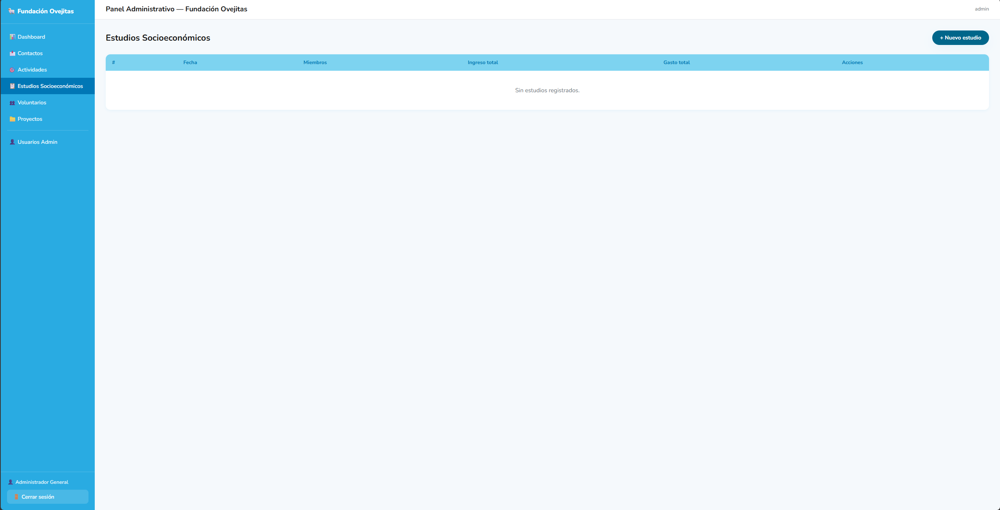 Fundación Ovejitas
Dashboard
Contactos
Actividades
Estudios Socioeconómicos
Voluntarios
Proyectos
Usuarios Admin
Administrador General
Cerrar sesión
Panel Administrativo — Fundación Ovejitas
admin
Estudios Socioeconómicos
+ Nuevo estudio
# Fecha Miembros Ingreso total Gasto total Acciones
Sin estudios registrados.